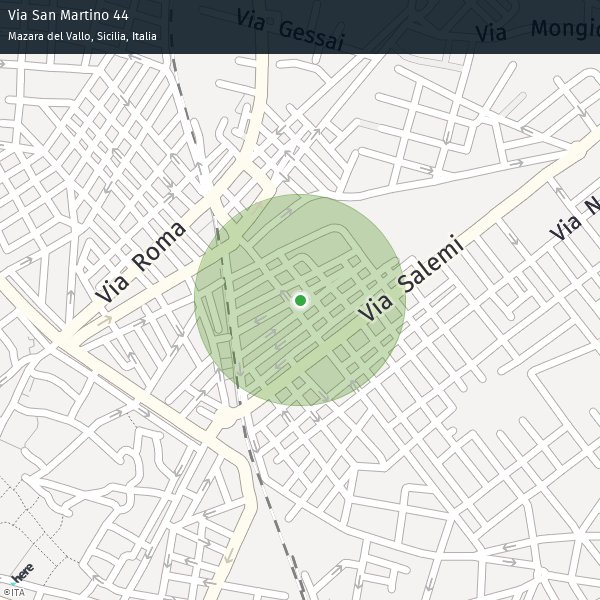 Via San Martino 44
Mazara del Vallo, Sicilia, Italia
Via Gessai
Via Mongi
Via Roma
Via Salemi
Via N
here
©ITA